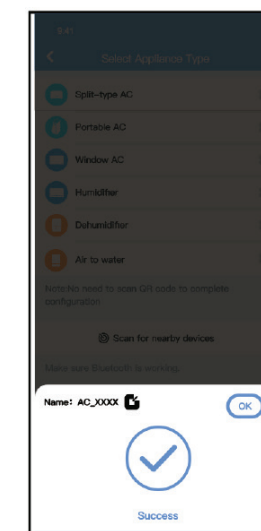 9:41
Select Appliance Type
Split-type AC
Portable AC
Window AC
Humidifier
Dehumidifier
Air to water
Note:No need to scan QR code to complete
configuration
Scan for nearby devices
Make sure Bluetooth is working.
Name: AC_XXXX
OK
Success